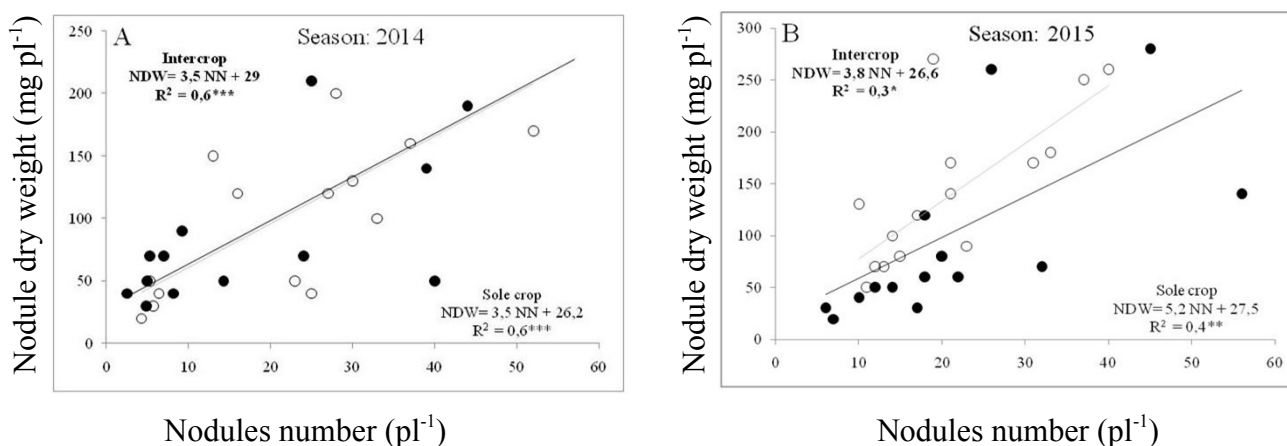 A
Season: 2014
Intercrop
NDW= 3,5 NN + 29
R² = 0,6***
Sole crop
NDW = 3,5 NN + 26,2
R² = 0,6***
250
200
150
100
50
0
0 10 20 30 40 50 60
Nodule dry weight (mg pl⁻¹)
Nodules number (pl⁻¹)
B
Season: 2015
Intercrop
NDW= 3,8 NN + 26,6
R² = 0,3*
Sole crop
NDW = 5,2 NN + 27,5
R² = 0,4**
300
250
200
150
100
50
0
0 10 20 30 40 50 60
Nodule dry weight (mg pl⁻¹)
Nodules number (pl⁻¹)